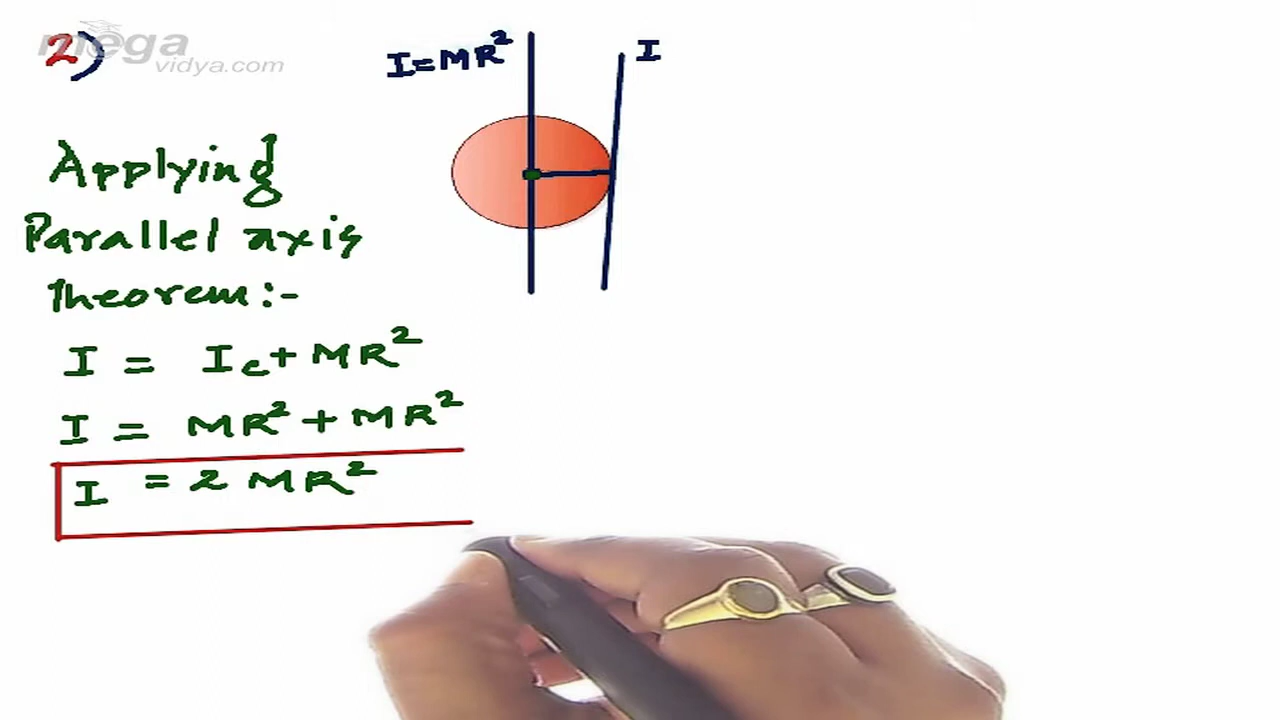 mega
vidya.com
2)
I=MR²
I
Applying
Parallel axis
theorem:-
I = Ic+MR²
I = MR²+MR²
I = 2MR²